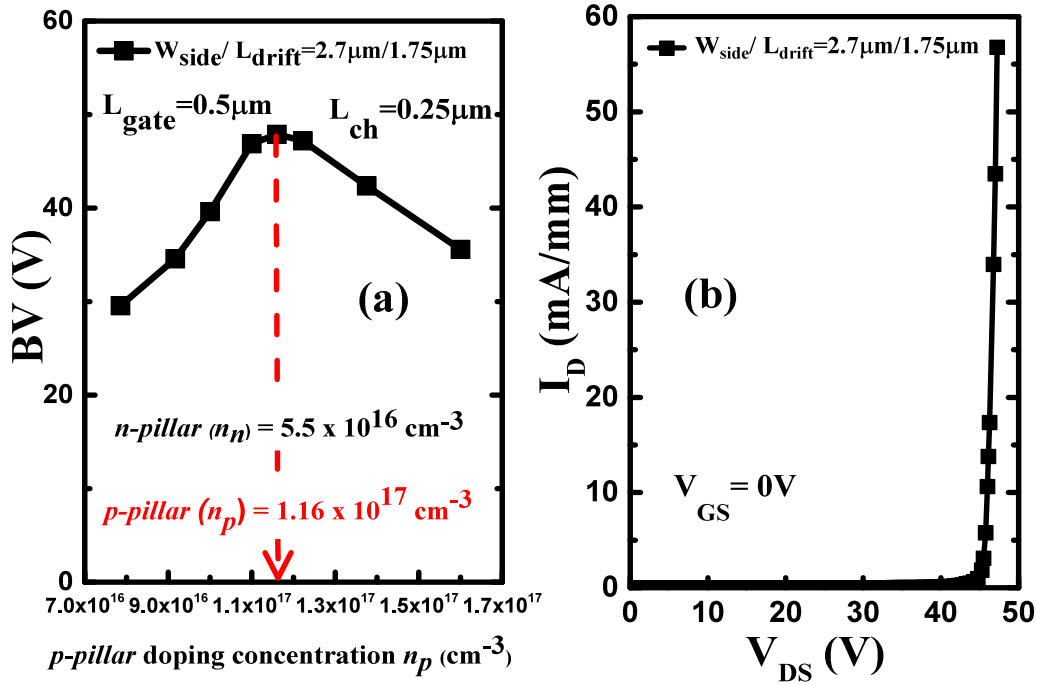 60
W_side/ L_drift=2.7μm/1.75μm
L_gate=0.5μm
L_ch=0.25μm
40
BV (V)
(a)
20
n-pillar (n_n) = 5.5 x 10^16 cm^-3
p-pillar (n_p) = 1.16 x 10^17 cm^-3
0
7.0x10^16 9.0x10^16 1.1x10^17 1.3x10^17 1.5x10^17 1.7x10^17
p-pillar doping concentration n_p (cm^-3)
60
W_side/ L_drift=2.7μm/1.75μm
50
40
I_D (mA/mm)
30
(b)
20
10
V_GS= 0V
0
0 10 20 30 40 50
V_DS (V)